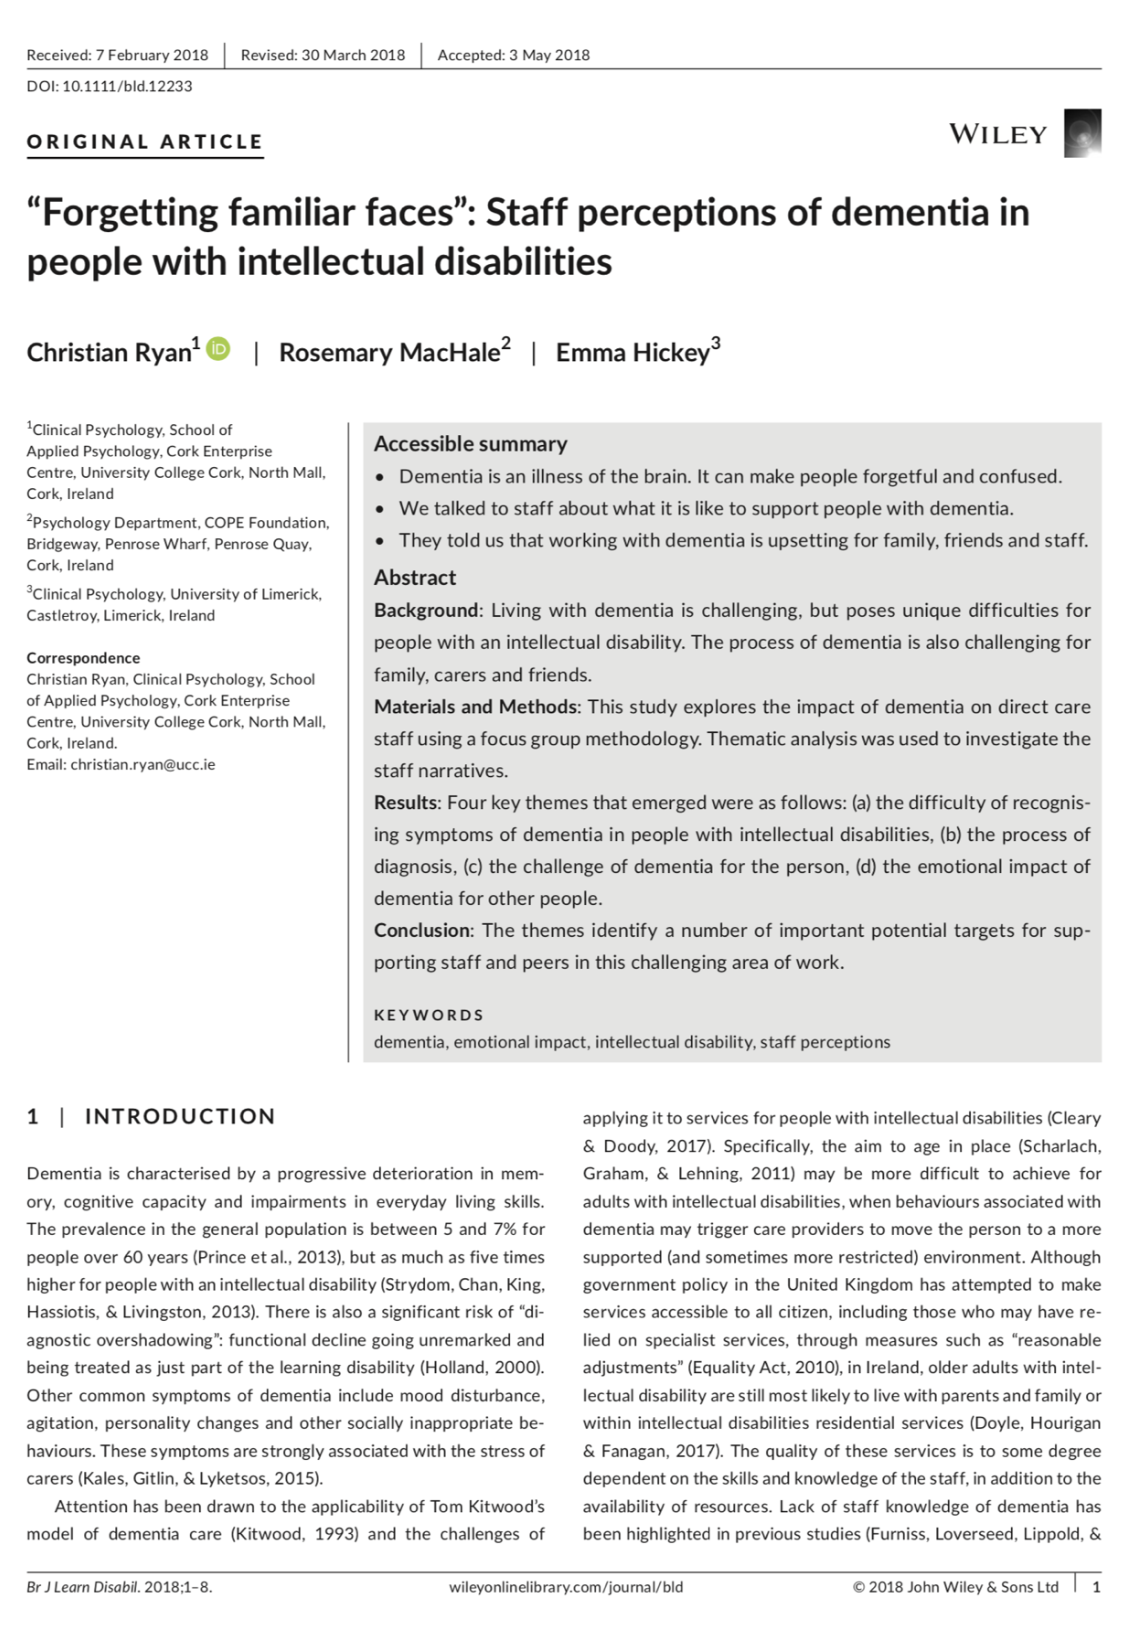 Received: 7 February 2018 | Revised: 30 March 2018 | Accepted: 3 May 2018
DOI: 10.1111/bld.12233
ORIGINAL ARTICLE
WILEY
“Forgetting familiar faces”: Staff perceptions of dementia in
people with intellectual disabilities
Christian Ryan1 iD | Rosemary MacHale2 | Emma Hickey3
1Clinical Psychology, School of
Applied Psychology, Cork Enterprise
Centre, University College Cork, North Mall,
Cork, Ireland
2Psychology Department, COPE Foundation,
Bridgeway, Penrose Wharf, Penrose Quay,
Cork, Ireland
3Clinical Psychology, University of Limerick,
Castletroy, Limerick, Ireland
Correspondence
Christian Ryan, Clinical Psychology, School
of Applied Psychology, Cork Enterprise
Centre, University College Cork, North Mall,
Cork, Ireland.
Email: christian.ryan@ucc.ie
Accessible summary
• Dementia is an illness of the brain. It can make people forgetful and confused.
• We talked to staff about what it is like to support people with dementia.
• They told us that working with dementia is upsetting for family, friends and staff.
Abstract
Background: Living with dementia is challenging, but poses unique difficulties for
people with an intellectual disability. The process of dementia is also challenging for
family, carers and friends.
Materials and Methods: This study explores the impact of dementia on direct care
staff using a focus group methodology. Thematic analysis was used to investigate the
staff narratives.
Results: Four key themes that emerged were as follows: (a) the difficulty of recognis-
ing symptoms of dementia in people with intellectual disabilities, (b) the process of
diagnosis, (c) the challenge of dementia for the person, (d) the emotional impact of
dementia for other people.
Conclusion: The themes identify a number of important potential targets for sup-
porting staff and peers in this challenging area of work.
KEYWORDS
dementia, emotional impact, intellectual disability, staff perceptions
1 | INTRODUCTION
Dementia is characterised by a progressive deterioration in mem-
ory, cognitive capacity and impairments in everyday living skills.
The prevalence in the general population is between 5 and 7% for
people over 60 years (Prince et al., 2013), but as much as five times
higher for people with an intellectual disability (Strydom, Chan, King,
Hassiotis, & Livingston, 2013). There is also a significant risk of “di-
agnostic overshadowing”: functional decline going unremarked and
being treated as just part of the learning disability (Holland, 2000).
Other common symptoms of dementia include mood disturbance,
agitation, personality changes and other socially inappropriate be-
haviours. These symptoms are strongly associated with the stress of
carers (Kales, Gitlin, & Lyketsos, 2015).
Attention has been drawn to the applicability of Tom Kitwood’s
model of dementia care (Kitwood, 1993) and the challenges of
applying it to services for people with intellectual disabilities (Cleary
& Doody, 2017). Specifically, the aim to age in place (Scharlach,
Graham, & Lehning, 2011) may be more difficult to achieve for
adults with intellectual disabilities, when behaviours associated with
dementia may trigger care providers to move the person to a more
supported (and sometimes more restricted) environment. Although
government policy in the United Kingdom has attempted to make
services accessible to all citizen, including those who may have re-
lied on specialist services, through measures such as “reasonable
adjustments” (Equality Act, 2010), in Ireland, older adults with intel-
lectual disability are still most likely to live with parents and family or
within intellectual disabilities residential services (Doyle, Hourigan
& Fanagan, 2017). The quality of these services is to some degree
dependent on the skills and knowledge of the staff, in addition to the
availability of resources. Lack of staff knowledge of dementia has
been highlighted in previous studies (Furniss, Loverseed, Lippold, &
Br J Learn Disabil. 2018;1–8.
wileyonlinelibrary.com/journal/bld
© 2018 John Wiley & Sons Ltd | 1